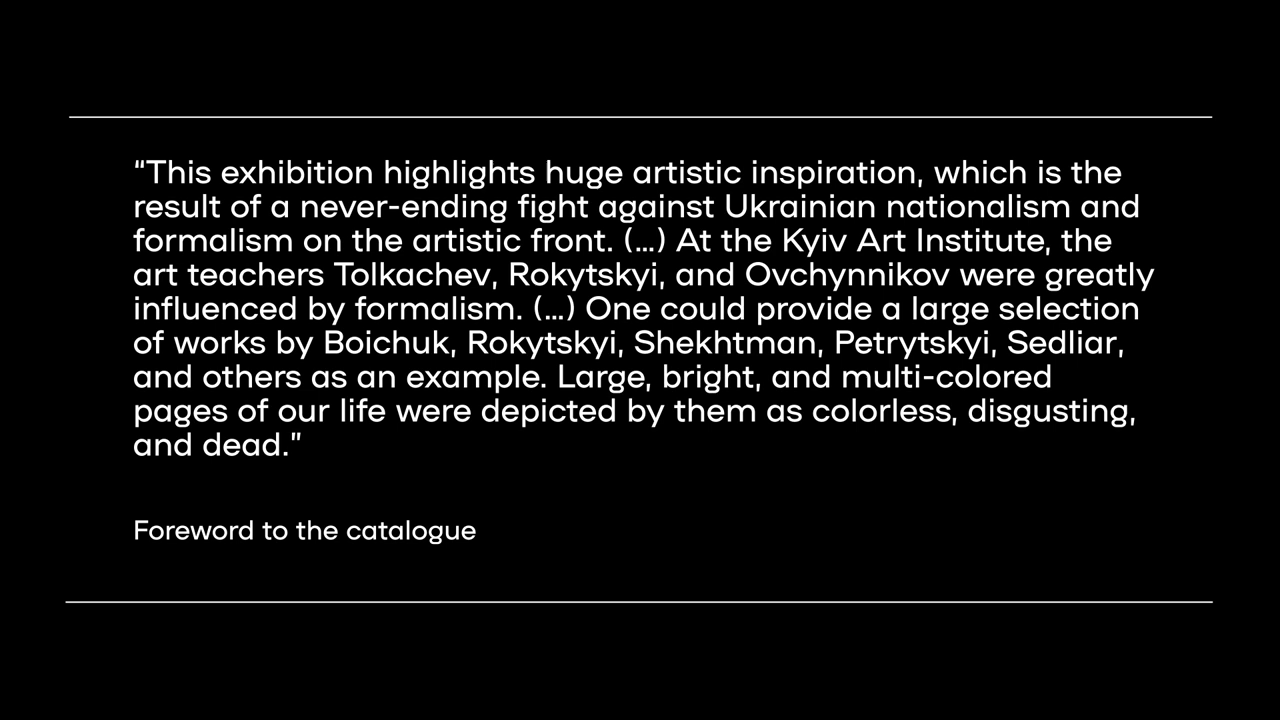 “This exhibition highlights huge artistic inspiration, which is the
result of a never-ending fight against Ukrainian nationalism and
formalism on the artistic front. (...) At the Kyiv Art Institute, the
art teachers Tolkachev, Rokytskyi, and Ovchynnikov were greatly
influenced by formalism. (...) One could provide a large selection
of works by Boichuk, Rokytskyi, Shekhtman, Petrytskyi, Sedliar,
and others as an example. Large, bright, and multi-colored
pages of our life were depicted by them as colorless, disgusting,
and dead.”
Foreword to the catalogue